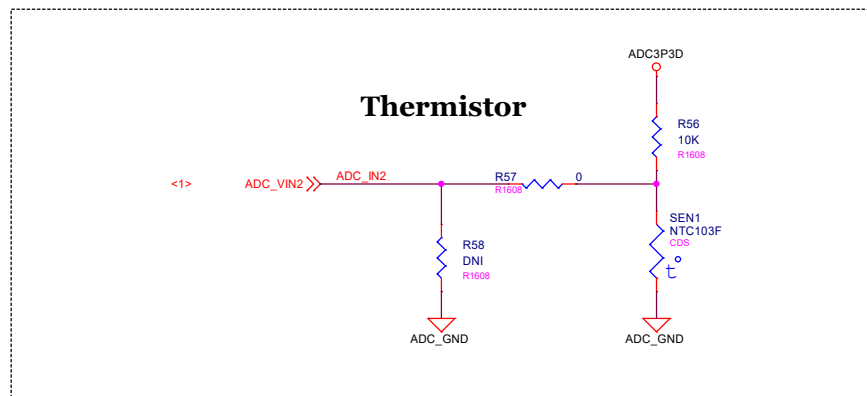 ADC3P3D
Thermistor
R56
10K
R1608
<1>
ADC_VIN2
ADC_IN2
R57
0
R1608
SEN1
NTC103F
CDS
t°
R58
DNI
R1608
ADC_GND
ADC_GND